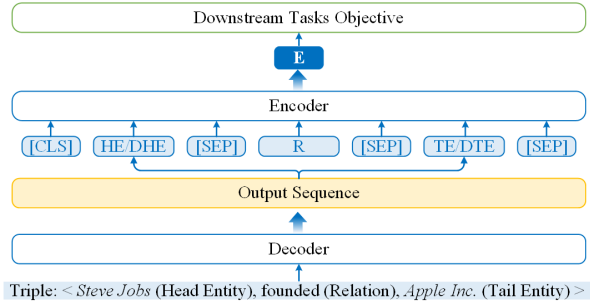 Downstream Tasks Objective
E
Encoder
[CLS] HE/DHE [SEP] R [SEP] TE/DTE [SEP]
Output Sequence
Decoder
Triple: < Steve Jobs (Head Entity), founded (Relation), Apple Inc. (Tail Entity) >